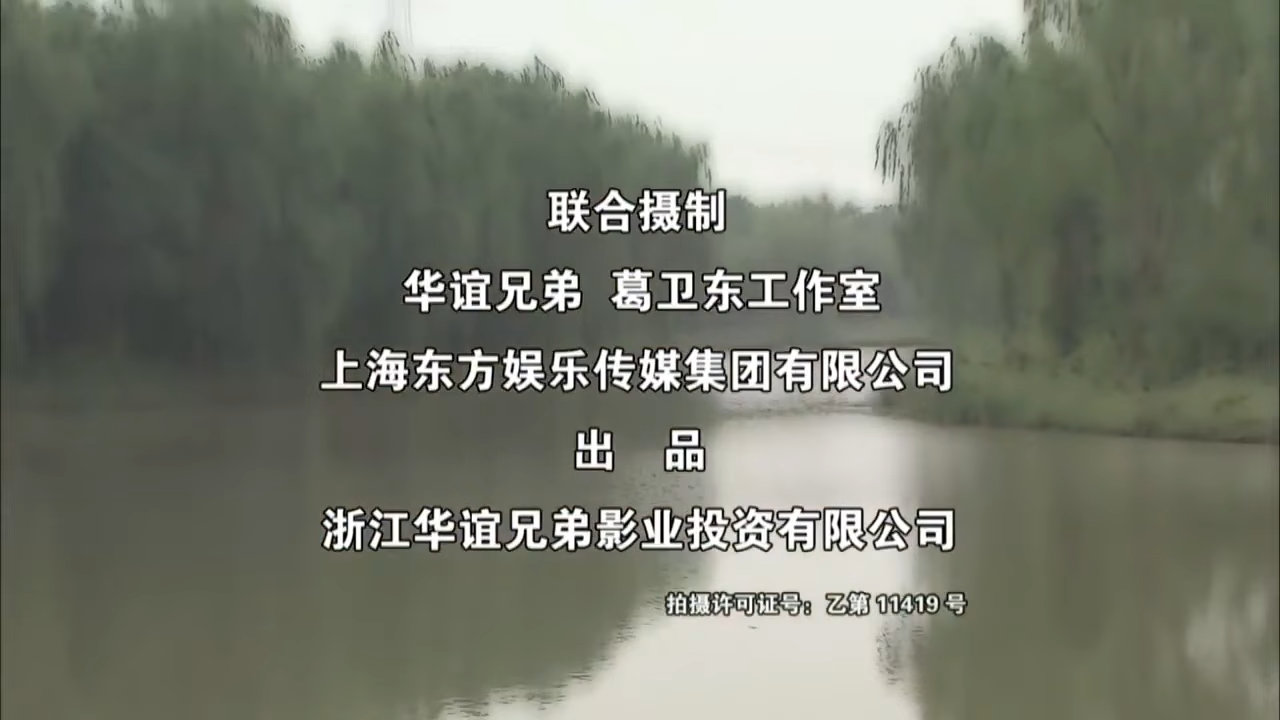 联合摄制
华谊兄弟 葛卫东工作室
上海东方娱乐传媒集团有限公司
出 品
浙江华谊兄弟影业投资有限公司
拍摄许可证号：乙第 11419 号